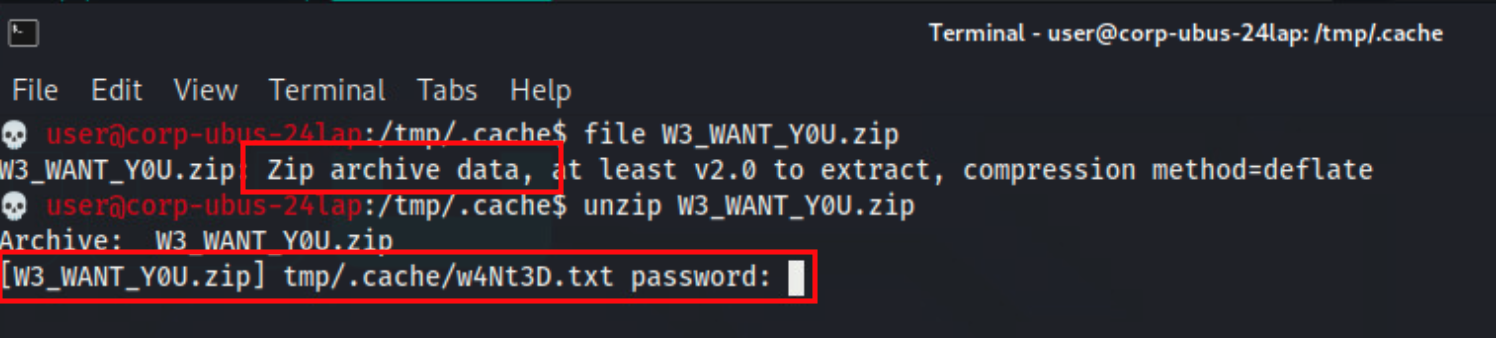 Terminal - user@corp-ubus-24lap: /tmp/.cache
File Edit View Terminal Tabs Help
user@corp-ubus-24lap:/tmp/.cache$ file W3_WANT_Y0U.zip
W3_WANT_Y0U.zip: Zip archive data, at least v2.0 to extract, compression method=deflate
user@corp-ubus-24lap:/tmp/.cache$ unzip W3_WANT_Y0U.zip
Archive:  W3_WANT_Y0U.zip
[W3_WANT_Y0U.zip] tmp/.cache/w4Nt3D.txt password: